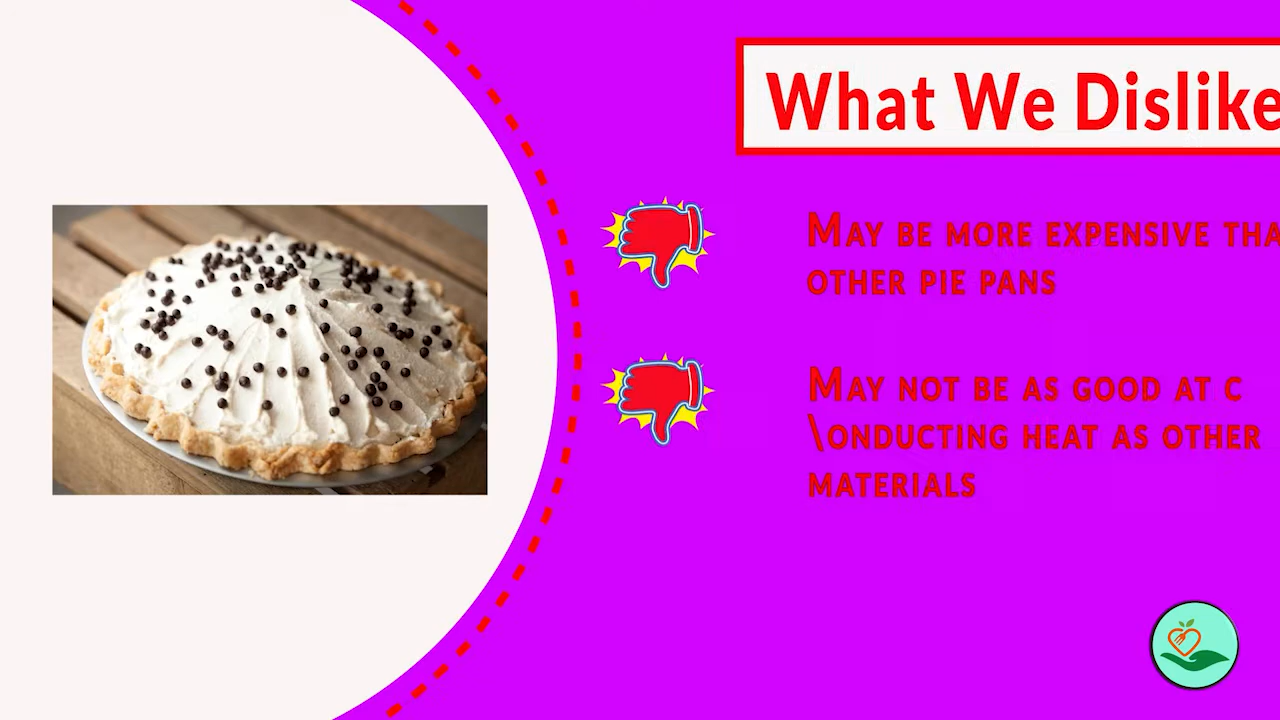 What We Dislike
May be more expensive tha
other pie pans
May not be as good at c
\onducting heat as other
materials